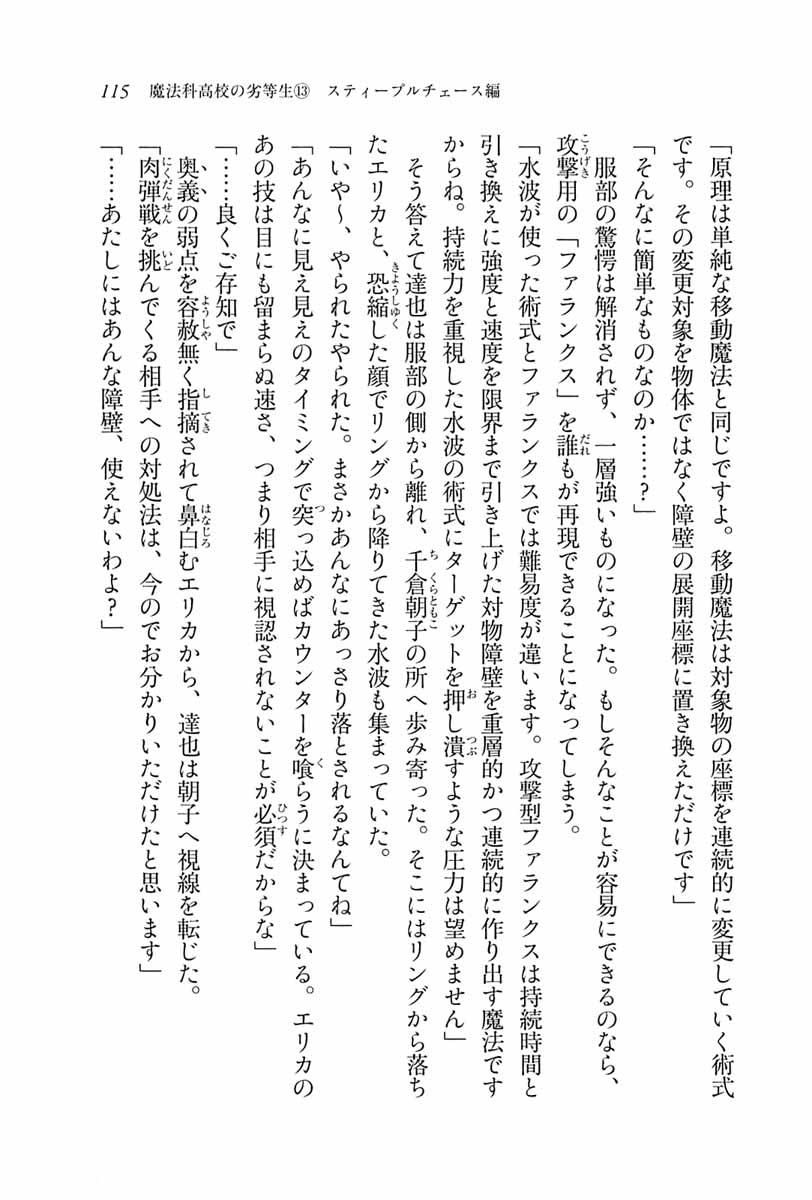 115　魔法科高校の劣等生⑬　スティープルチェース編
「原理は単純な移動魔法と同じですよ。移動魔法は対象物の座標を連続的に変更していく術式
です。その変更対象を物体ではなく障壁の展開座標に置き換えただけです」
「そんなに簡単なものなのか……？」
　服部の驚愕は解消されず、一層強いものになった。もしそんなことが容易にできるのなら、
攻撃用の「ファランクス」を誰もが再現できることになってしまう。
「水波が使った術式とファランクスでは難易度が違います。攻撃型ファランクスは持続時間と
引き換えに強度と速度を限界まで引き上げた対物障壁を重層的かつ連続的に作り出す魔法です
からね。持続力を重視した水波の術式にターゲットを押し潰すような圧力は望めません」
　そう答えて達也は服部の側から離れ、千倉朝子の所へ歩み寄った。そこにはリングから落ち
たエリカと、恐縮した顔でリングから降りてきた水波も集まっていた。
「いや～、やられたやられた。まさかあんなにあっさり落とされるなんてね」
「あんなに見え見えのタイミングで突っ込めばカウンターを喰らうに決まっている。エリカの
あの技は目にも留まらぬ速さ、つまり相手に視認されないことが必須だからな」
「……良くご存知で」
　奥義の弱点を容赦無く指摘されて鼻白むエリカから、達也は朝子へ視線を転じた。
「肉弾戦を挑んでくる相手への対処法は、今のでお分かりいただけたと思います」
「……あたしにはあんな障壁、使えないわよ？」